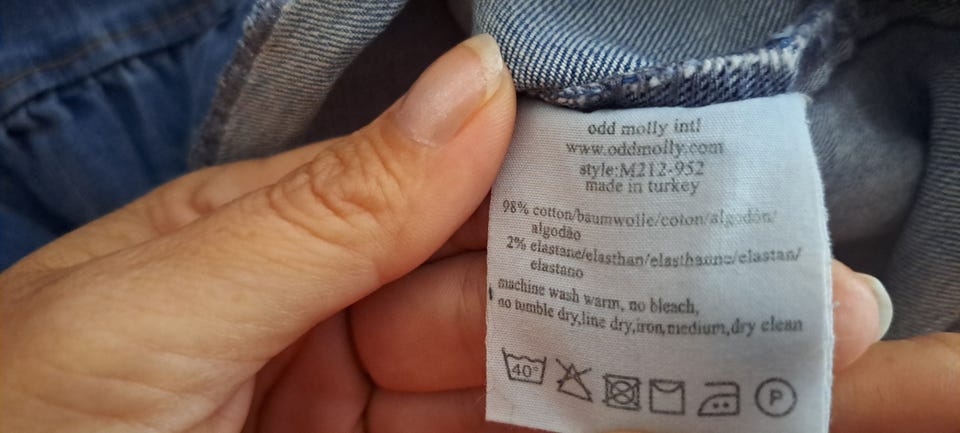 odd molly intl
www.oddmolly.com
style:M212-952
made in turkey
98% cotton/baumwolle/coton/algodón/
algodão
2% elastane/elasthan/elasthanne/elastan/
elastano
machine wash warm, no bleach,
no tumble dry,line dry,iron,medium,dry clean
40° P